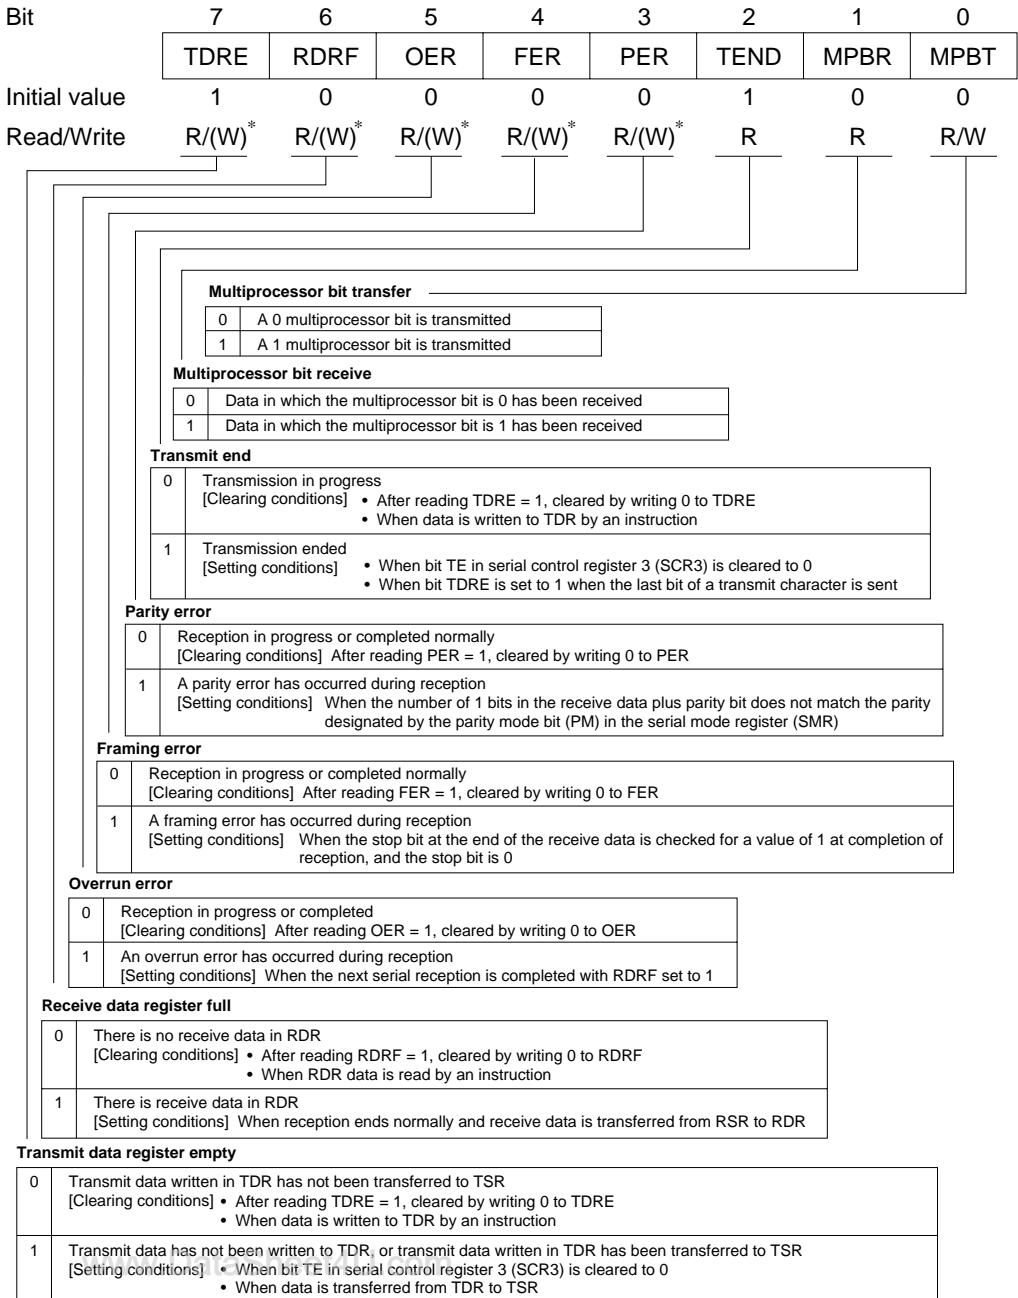 Bit 7 6 5 4 3 2 1 0
TDRE RDRF OER FER PER TEND MPBR MPBT
Initial value 1 0 0 0 0 1 0 0
Read/Write R/(W)* R/(W)* R/(W)* R/(W)* R/(W)* R R R/W
Multiprocessor bit transfer
0 A 0 multiprocessor bit is transmitted
1 A 1 multiprocessor bit is transmitted
Multiprocessor bit receive
0 Data in which the multiprocessor bit is 0 has been received
1 Data in which the multiprocessor bit is 1 has been received
Transmit end
0 Transmission in progress
[Clearing conditions] • After reading TDRE = 1, cleared by writing 0 to TDRE
• When data is written to TDR by an instruction
1 Transmission ended
[Setting conditions] • When bit TE in serial control register 3 (SCR3) is cleared to 0
• When bit TDRE is set to 1 when the last bit of a transmit character is sent
Parity error
0 Reception in progress or completed normally
[Clearing conditions] After reading PER = 1, cleared by writing 0 to PER
1 A parity error has occurred during reception
[Setting conditions] When the number of 1 bits in the receive data plus parity bit does not match the parity
designated by the parity mode bit (PM) in the serial mode register (SMR)
Framing error
0 Reception in progress or completed normally
[Clearing conditions] After reading FER = 1, cleared by writing 0 to FER
1 A framing error has occurred during reception
[Setting conditions] When the stop bit at the end of the receive data is checked for a value of 1 at completion of
reception, and the stop bit is 0
Overrun error
0 Reception in progress or completed
[Clearing conditions] After reading OER = 1, cleared by writing 0 to OER
1 An overrun error has occurred during reception
[Setting conditions] When the next serial reception is completed with RDRF set to 1
Receive data register full
0 There is no receive data in RDR
[Clearing conditions] • After reading RDRF = 1, cleared by writing 0 to RDRF
• When RDR data is read by an instruction
1 There is receive data in RDR
[Setting conditions] When reception ends normally and receive data is transferred from RSR to RDR
Transmit data register empty
0 Transmit data written in TDR has not been transferred to TSR
[Clearing conditions] • After reading TDRE = 1, cleared by writing 0 to TDRE
• When data is written to TDR by an instruction
1 Transmit data has not been written to TDR, or transmit data written in TDR has been transferred to TSR
[Setting conditions] • When bit TE in serial control register 3 (SCR3) is cleared to 0
• When data is transferred from TDR to TSR
www.DataSheet4U.com